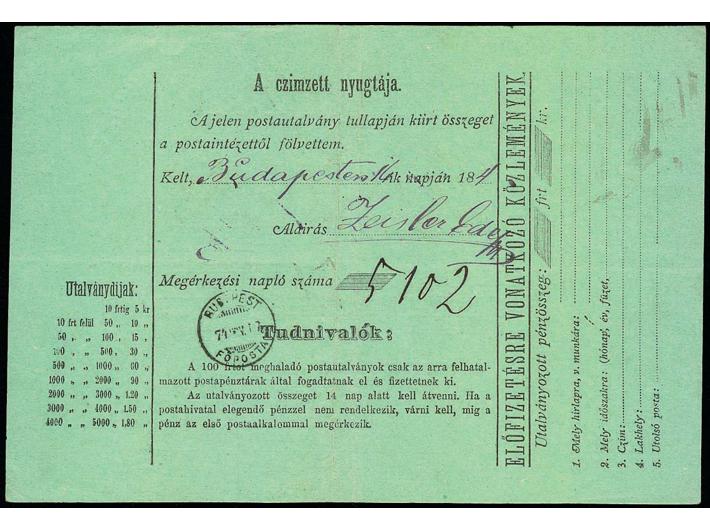 A czimzett nyugtája.
A jelen postautalvány tullapján kiirt összeget
a postaintézettől fölvettem.
Kelt, Budapesten ik napján 18
Aláirás Zeisler Ede
Megérkezési napló száma 5102
BUDAPEST
FŐPOSTA
Tudnivalók:
A 100 frtot meghaladó postautalványok csak az arra felhatal-
mazott postapénztárak által fogadtatnak el és fizettetnek ki.
Az utalványozott összeget 14 nap alatt kell átvenni. Ha a
postahivatal elegendő pénzzel nem rendelkezik, várni kell, mig a
pénz az első postaalkalommal megérkezik.
Utalványdijak:
10 frtig 5 kr
10 frt felül 50 „ 10 „
50 „ 100 „ 15 „
100 „ 500 „ 30 „
500 „ 1000 „ 60 „
1000 „ 2000 „ 90 „
2000 „ 3000 „ 1.20 „
3000 „ 4000 „ 1.50 „
4000 „ 5000 „ 1.80 „
ELŐFIZETÉSRE VONATKOZÓ KÖZLEMÉNYEK.
Utalványozott pénzösszeg: frt kr.
1. Mely hirlapra, v. munkára:
2. Mely időszakra: (hónap, év, füzet,
3. Czim:
4. Lakhely:
5. Utolsó posta: